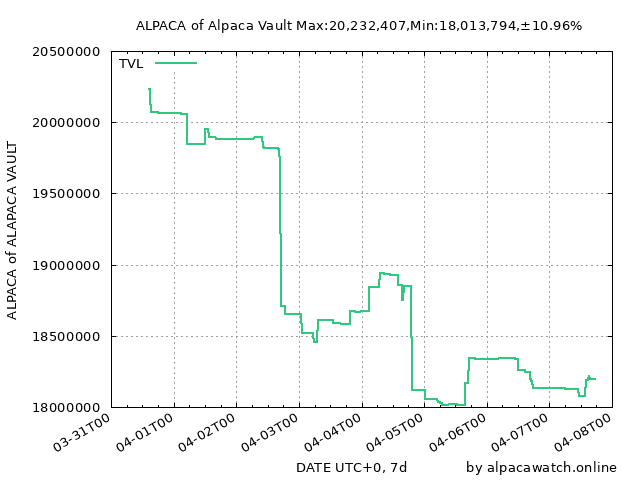 ALPACA of Alpaca Vault Max:20,232,407,Min:18,013,794,±10.96%
TVL
20500000
20000000
19500000
19000000
18500000
18000000
ALPACA of ALAPACA VAULT
03-31T00
04-01T00
04-02T00
04-03T00
04-04T00
04-05T00
04-06T00
04-07T00
04-08T00
DATE UTC+0, 7d
by alpacawatch.online